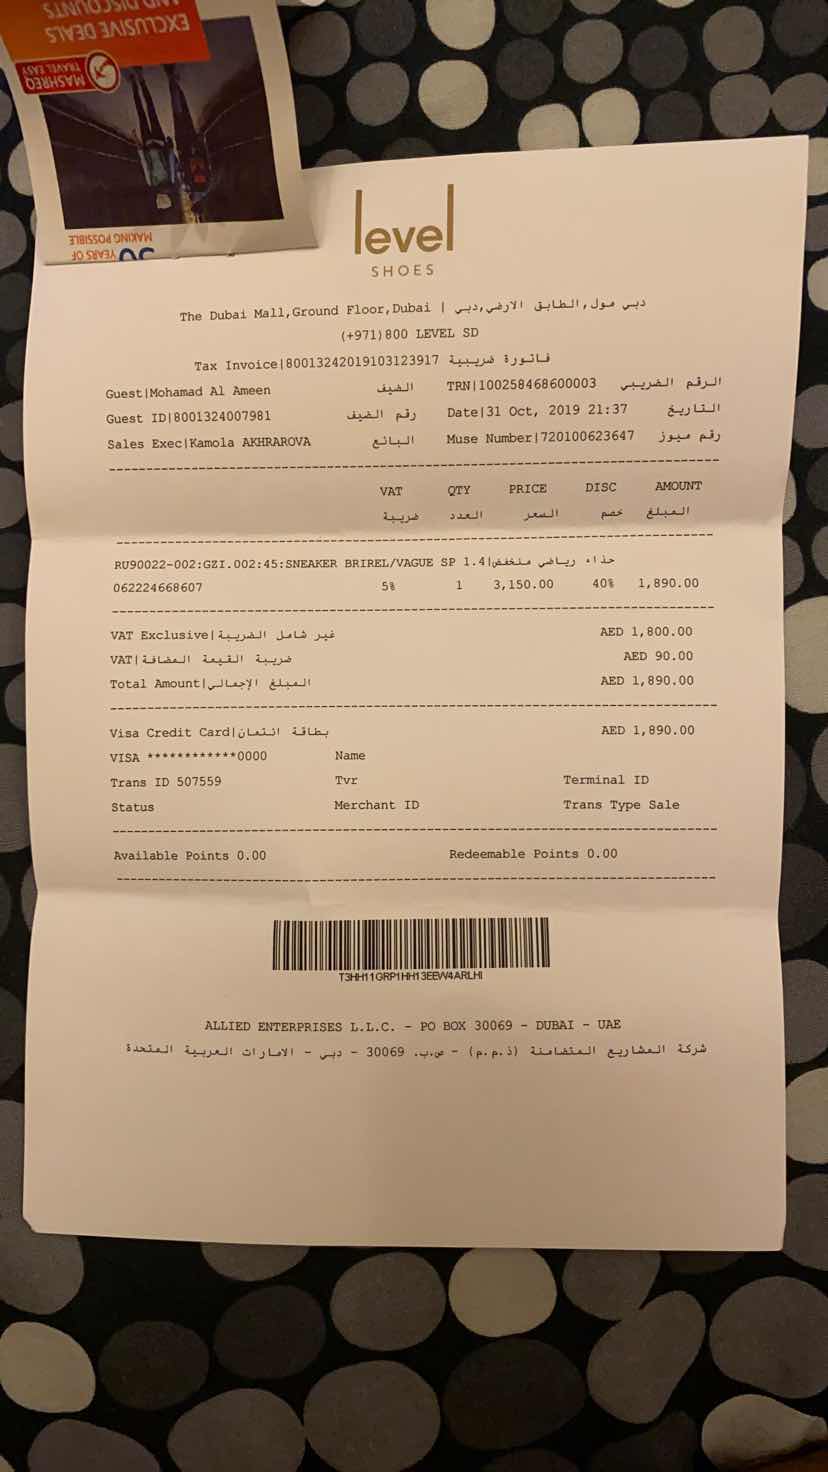 EXCLUSIVE DEALS
AND DISCOUNTS
MASHREQ
TRAVEL EASY
YEARS OF
MAKING POSSIBLE
level
SHOES
The Dubai Mall,Ground Floor,Dubai | دبي مول,الطابق الارضي,دبي
(+971)800 LEVEL SD
Tax Invoice|80013242019103123917 فاتورة ضريبية
Guest|Mohamad Al Ameen الضيف TRN|100258468600003 الرقم الضريبي
Guest ID|8001324007981 رقم الضيف Date|31 Oct, 2019 21:37 التاريخ
Sales Exec|Kamola AKHRAROVA البائع Muse Number|720100623647 رقم ميوز
VAT QTY PRICE DISC AMOUNT
ضريبة العدد السعر خصم المبلغ
RU90022-002:GZI.002:45:SNEAKER BRIREL/VAGUE SP 1.4|حذاء رياضي منخفض
062224668607 5% 1 3,150.00 40% 1,890.00
VAT Exclusive|غير شامل الضريبة AED 1,800.00
VAT|ضريبة القيمة المضافة AED 90.00
Total Amount|المبلغ الإجمالي AED 1,890.00
Visa Credit Card|بطاقة ائتمان AED 1,890.00
VISA ************0000 Name
Trans ID 507559 Tvr Terminal ID
Status Merchant ID Trans Type Sale
Available Points 0.00 Redeemable Points 0.00
T3HH11GRP1HH13EEW4ARLHI
ALLIED ENTERPRISES L.L.C. - PO BOX 30069 - DUBAI - UAE
شركة المشاريع المتضامنة (ذ.م.م) - ص.ب. 30069 - دبي - الامارات العربية المتحدة